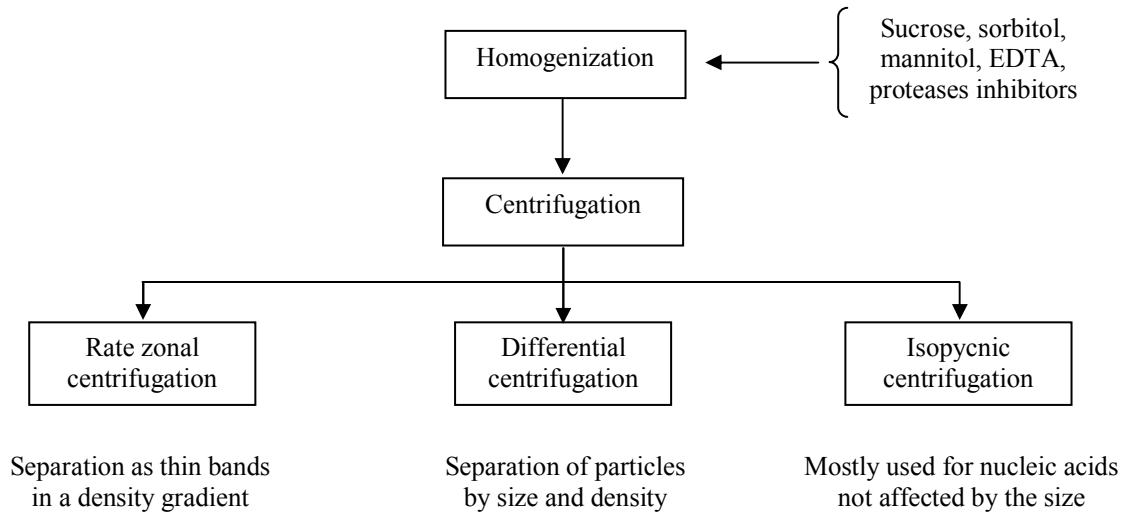 Homogenization
Sucrose, sorbitol,
mannitol, EDTA,
proteases inhibitors
Centrifugation
Rate zonal
centrifugation
Differential
centrifugation
Isopycnic
centrifugation
Separation as thin bands
in a density gradient
Separation of particles
by size and density
Mostly used for nucleic acids
not affected by the size